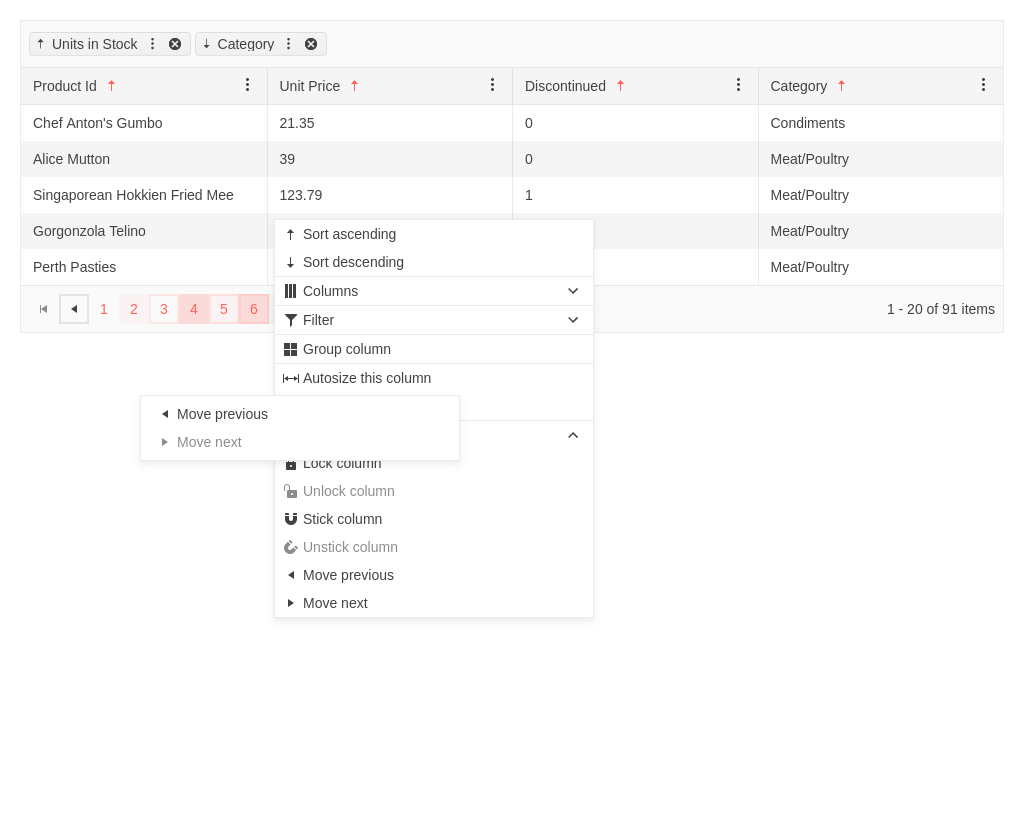 Units in Stock Category
Product Id Unit Price Discontinued Category
Chef Anton's Gumbo 21.35 0 Condiments
Alice Mutton 39 0 Meat/Poultry
Singaporean Hokkien Fried Mee 123.79 1 Meat/Poultry
Gorgonzola Telino Meat/Poultry
Perth Pasties Meat/Poultry
1 2 3 4 5 6 1 - 20 of 91 items
Sort ascending
Sort descending
Columns
Filter
Group column
Autosize this column
Move previous
Move next
Lock column
Unlock column
Stick column
Unstick column
Move previous
Move next